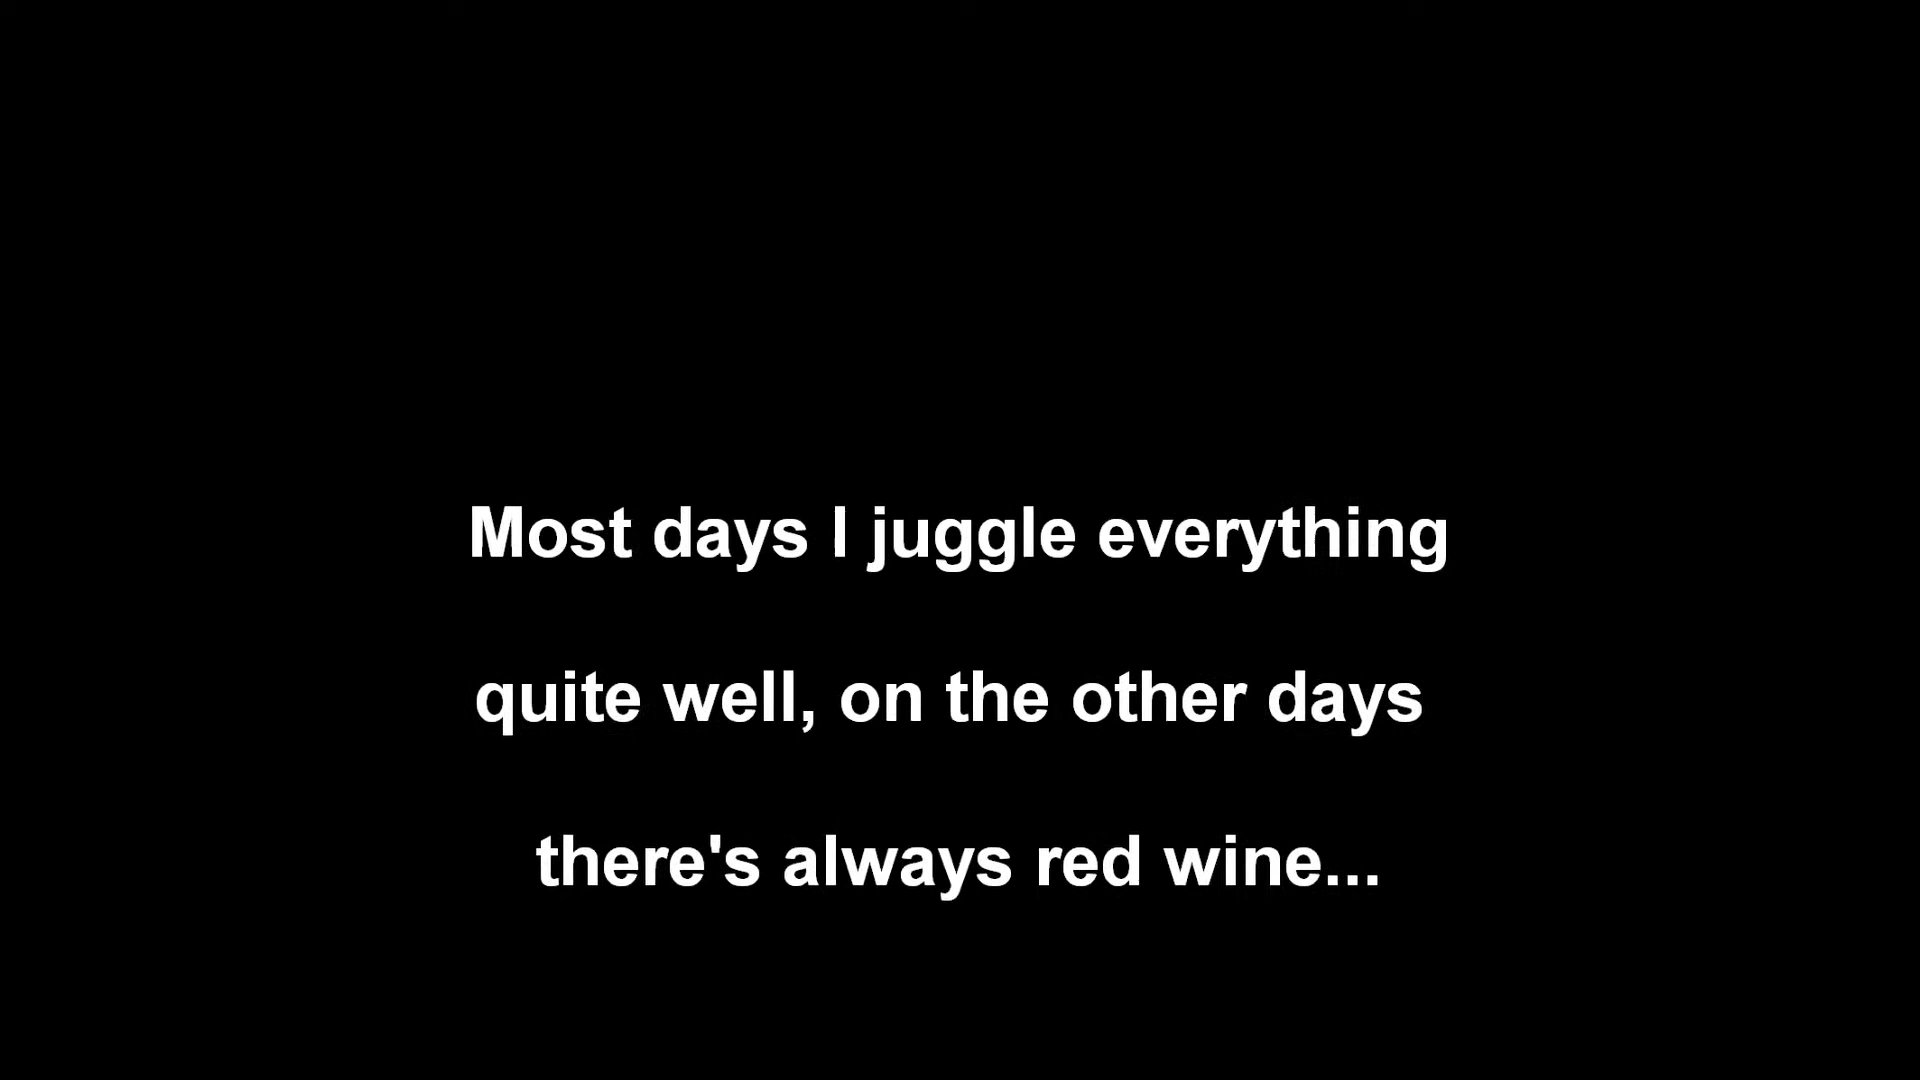 Most days I juggle everything
quite well, on the other days
there's always red wine...